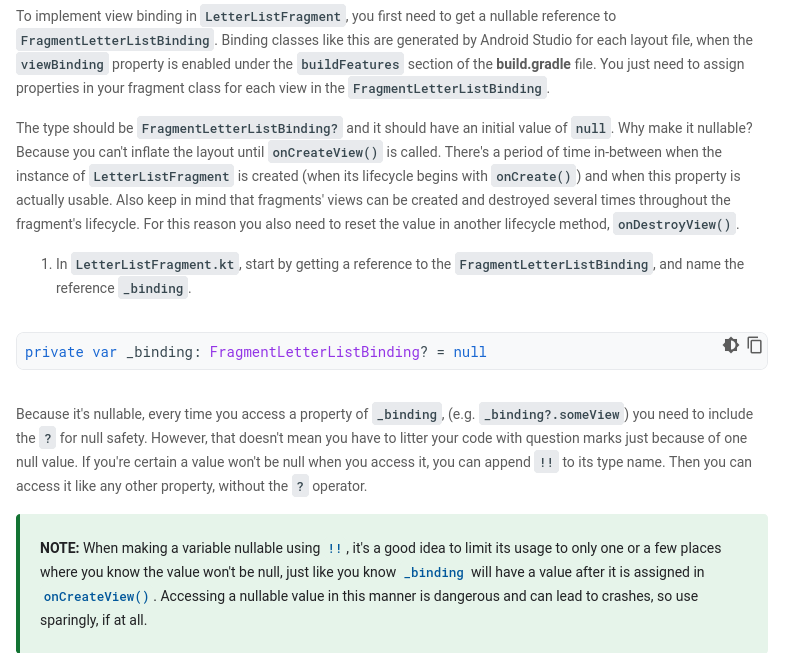 To implement view binding in LetterListFragment, you first need to get a nullable reference to
FragmentLetterListBinding. Binding classes like this are generated by Android Studio for each layout file, when the
viewBinding property is enabled under the buildFeatures section of the build.gradle file. You just need to assign
properties in your fragment class for each view in the FragmentLetterListBinding.
The type should be FragmentLetterListBinding? and it should have an initial value of null. Why make it nullable?
Because you can't inflate the layout until onCreateView() is called. There's a period of time in-between when the
instance of LetterListFragment is created (when its lifecycle begins with onCreate()) and when this property is
actually usable. Also keep in mind that fragments' views can be created and destroyed several times throughout the
fragment's lifecycle. For this reason you also need to reset the value in another lifecycle method, onDestroyView().
1. In LetterListFragment.kt, start by getting a reference to the FragmentLetterListBinding, and name the
reference _binding.
private var _binding: FragmentLetterListBinding? = null
Because it's nullable, every time you access a property of _binding, (e.g. _binding?.someView) you need to include
the ? for null safety. However, that doesn't mean you have to litter your code with question marks just because of one
null value. If you're certain a value won't be null when you access it, you can append !! to its type name. Then you can
access it like any other property, without the ? operator.
NOTE: When making a variable nullable using !!, it's a good idea to limit its usage to only one or a few places
where you know the value won't be null, just like you know _binding will have a value after it is assigned in
onCreateView(). Accessing a nullable value in this manner is dangerous and can lead to crashes, so use
sparingly, if at all.